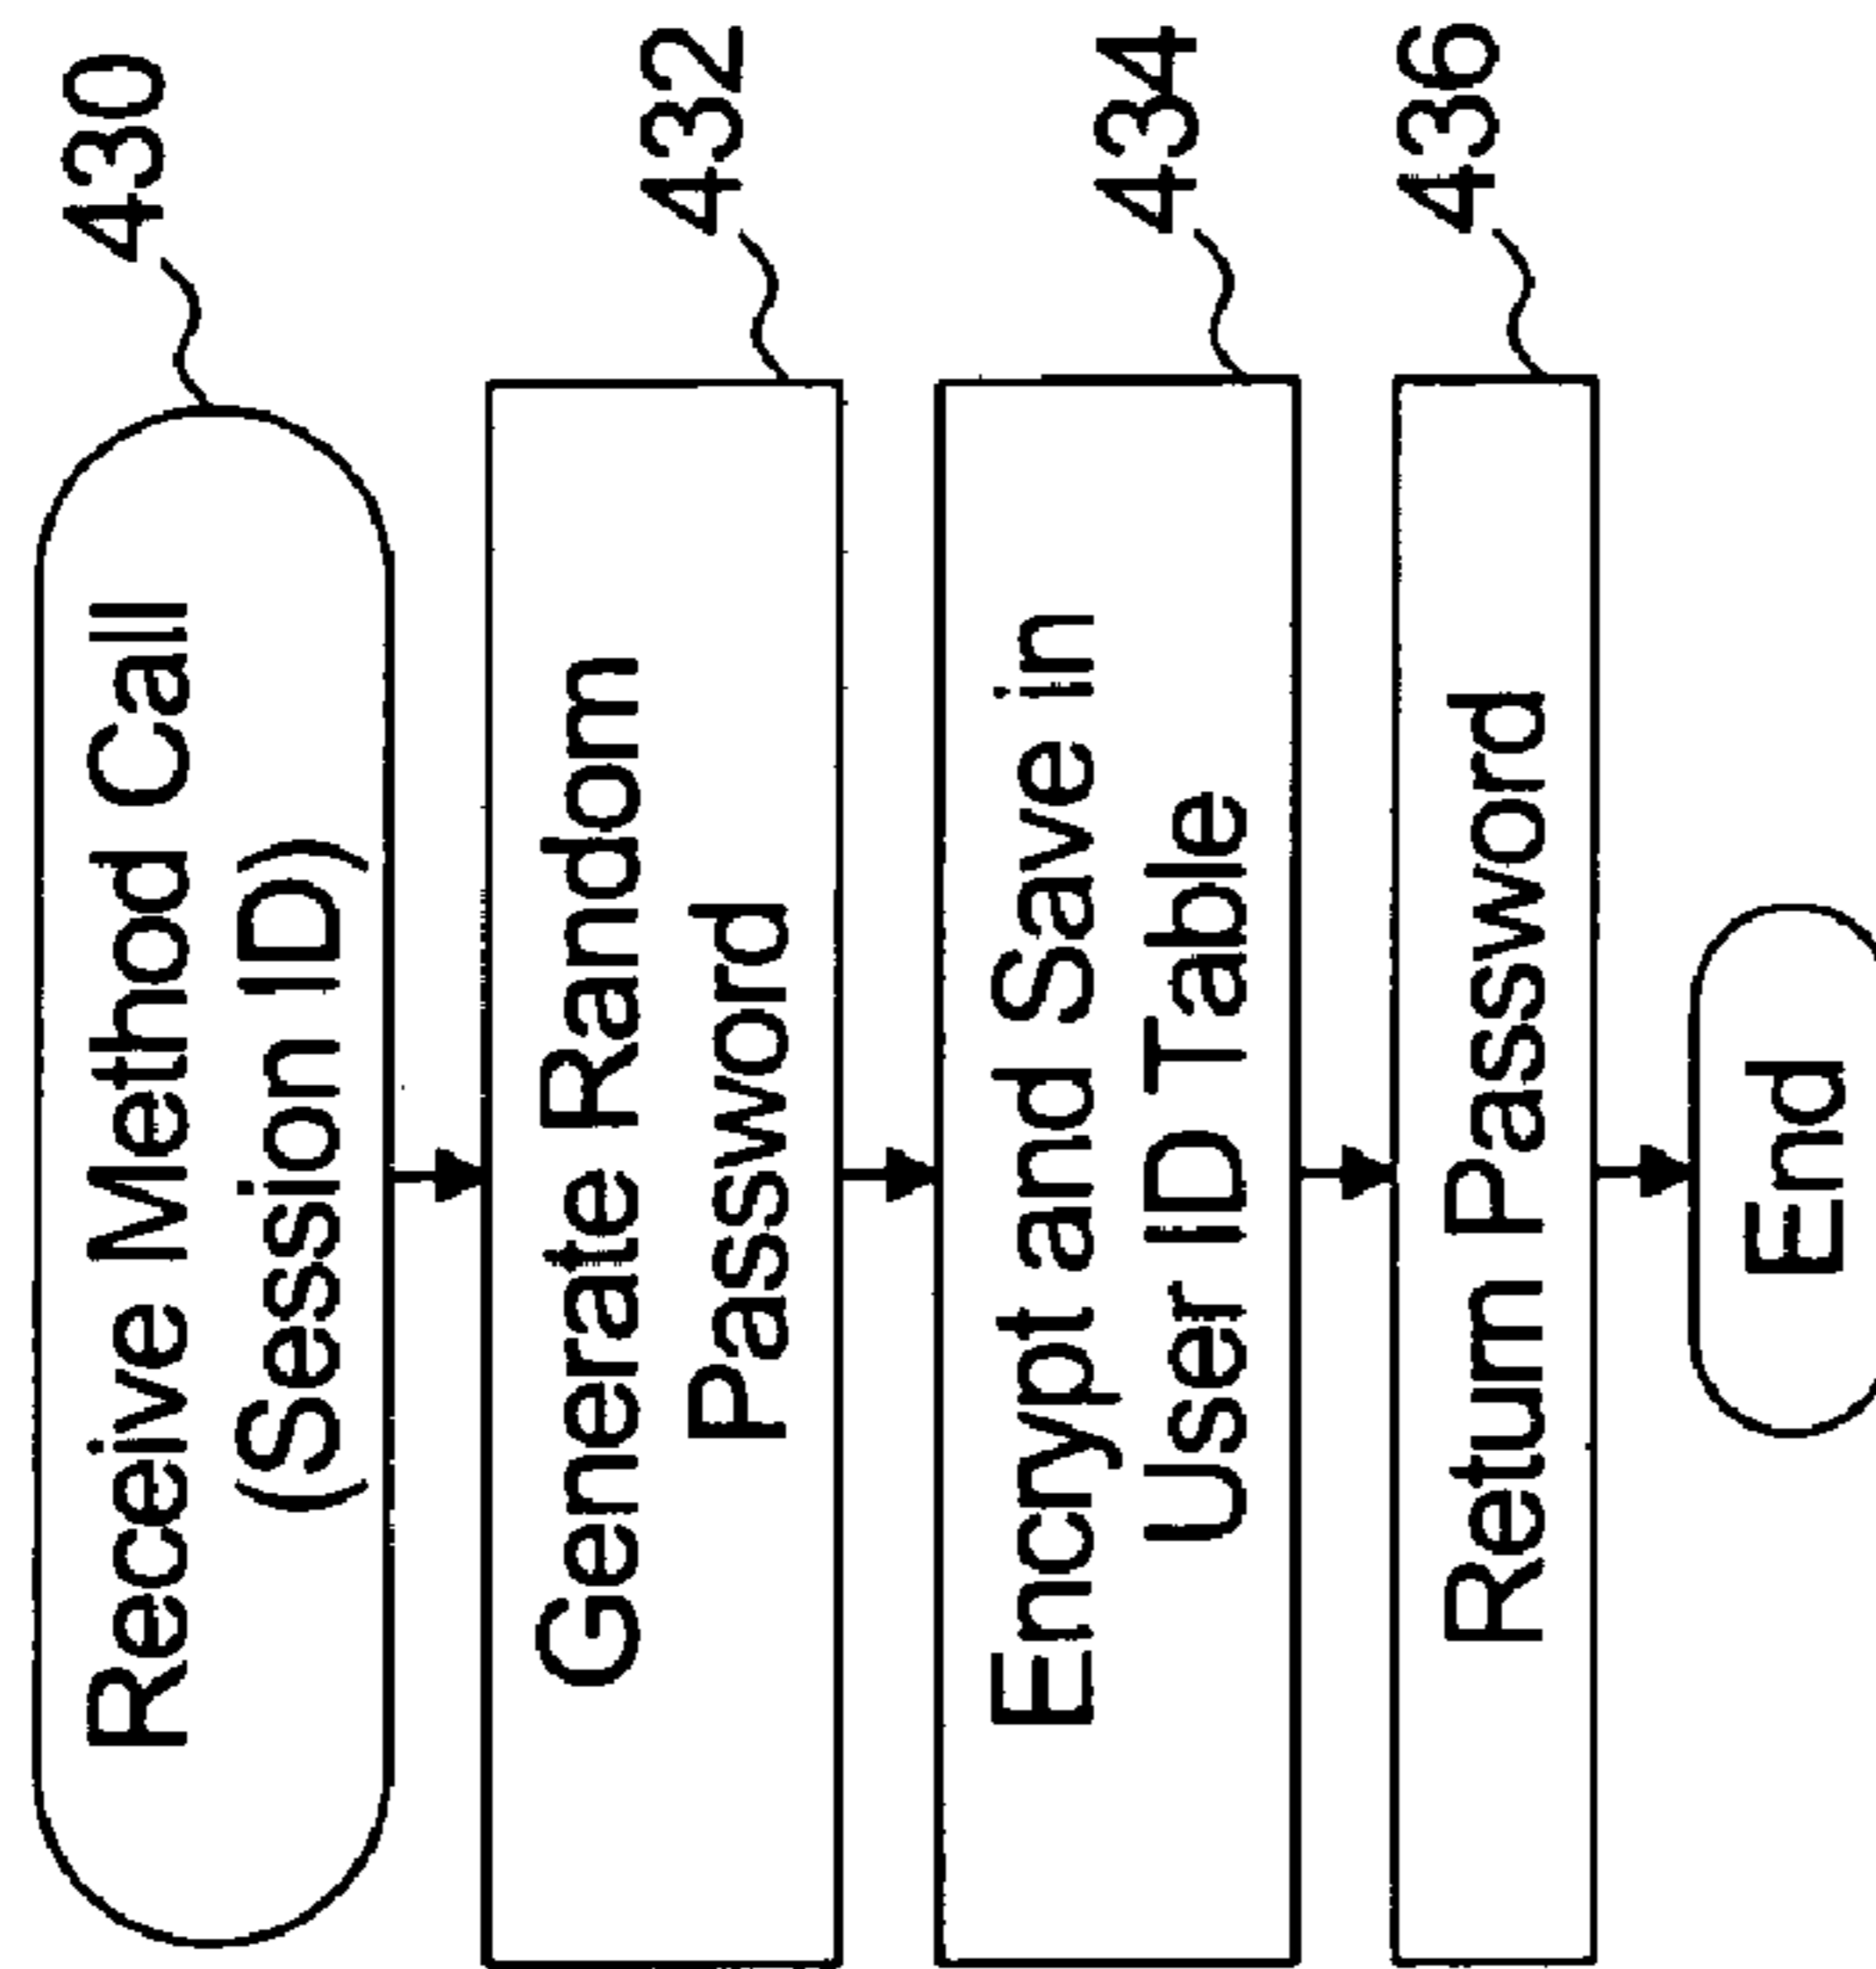 Receive Method Call
(Session ID)
430
Generate Random
Password
432
Encrypt and Save in
User ID Table
434
Return Password
436
End